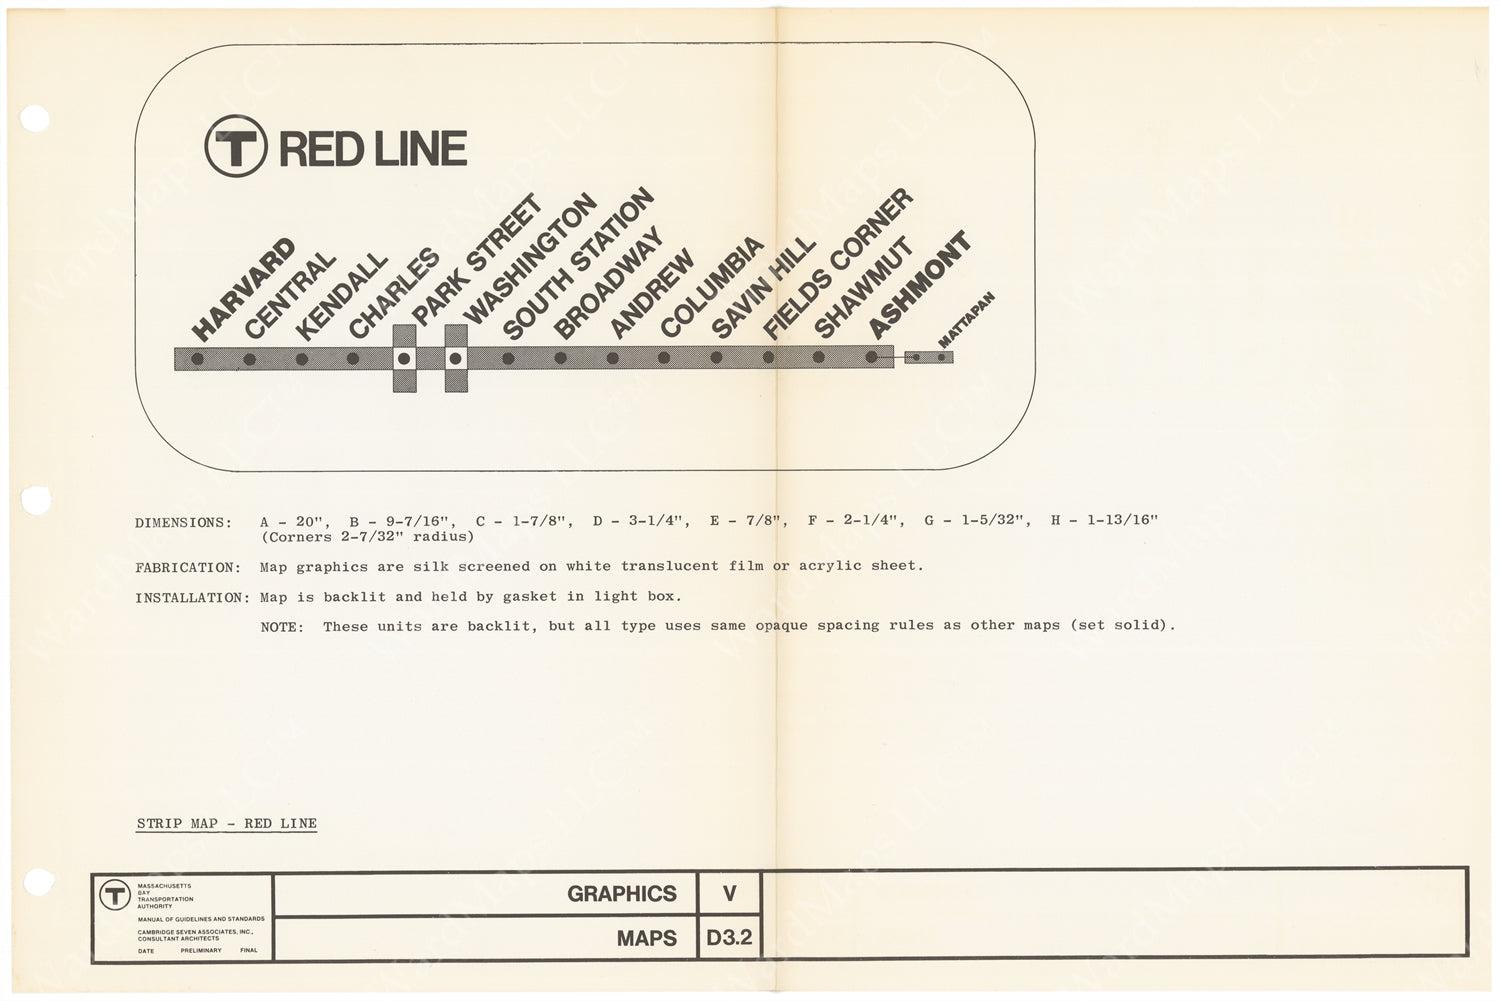 T RED LINE
HARVARD
CENTRAL
KENDALL
CHARLES
PARK STREET
WASHINGTON
SOUTH STATION
BROADWAY
ANDREW
COLUMBIA
SAVIN HILL
FIELDS CORNER
SHAWMUT
ASHMONT
MATTAPAN
DIMENSIONS: A - 20", B - 9-7/16", C - 1-7/8", D - 3-1/4", E - 7/8", F - 2-1/4", G - 1-5/32", H - 1-13/16"
(Corners 2-7/32" radius)
FABRICATION: Map graphics are silk screened on white translucent film or acrylic sheet.
INSTALLATION: Map is backlit and held by gasket in light box.
NOTE: These units are backlit, but all type uses same opaque spacing rules as other maps (set solid).
STRIP MAP - RED LINE
T
MASSACHUSETTS
BAY
TRANSPORTATION
AUTHORITY
MANUAL OF GUIDELINES AND STANDARDS
CAMBRIDGE SEVEN ASSOCIATES, INC.,
CONSULTANT ARCHITECTS
DATE PRELIMINARY FINAL
GRAPHICS V
MAPS D3.2
WardMaps LLC™